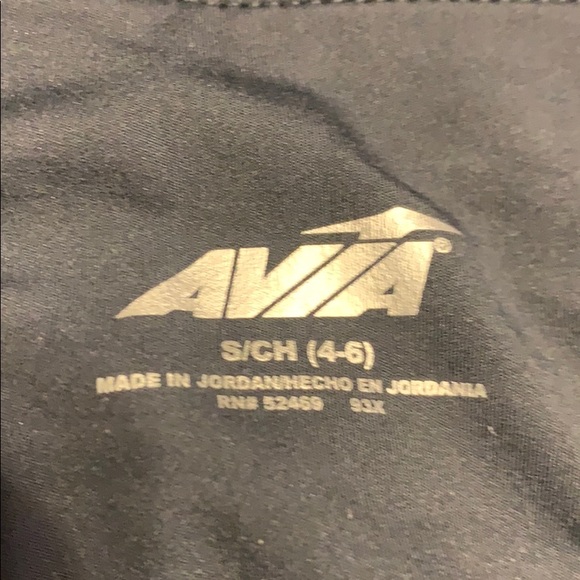 AVIA®
S/CH (4-6)
MADE IN JORDAN/HECHO EN JORDANIA
RN# 52469 93X